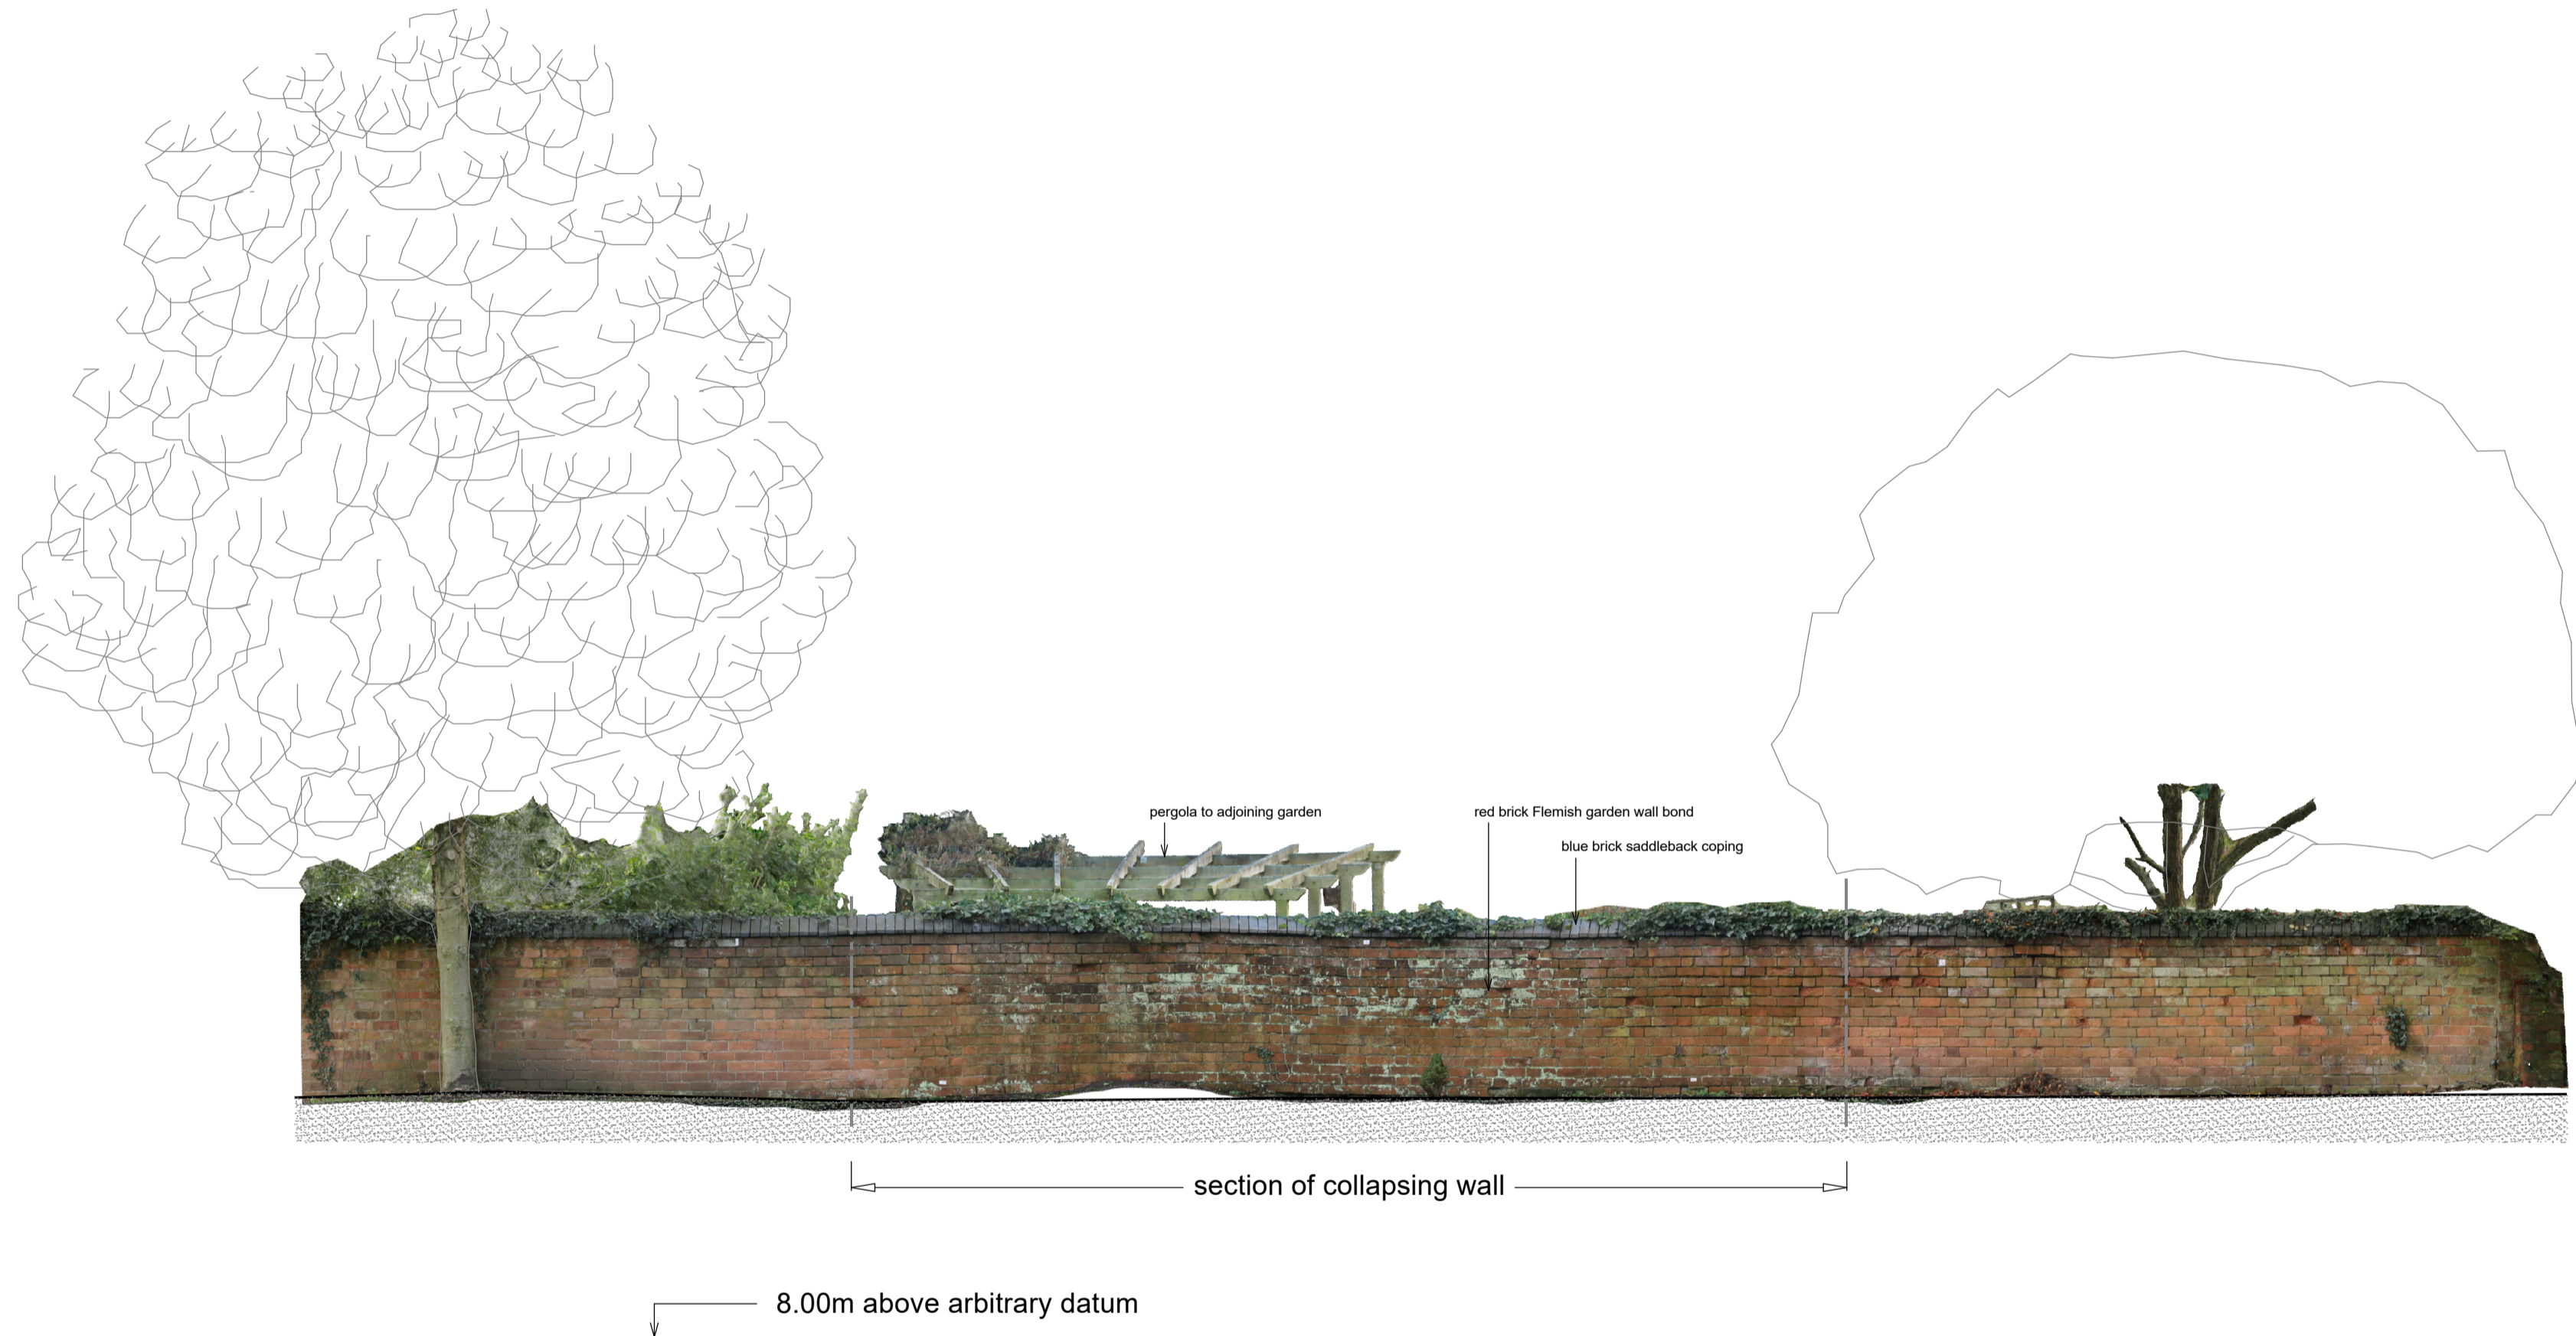 pergola to adjoining garden
red brick Flemish garden wall bond
blue brick saddleback coping
section of collapsing wall
8.00m above arbitrary datum